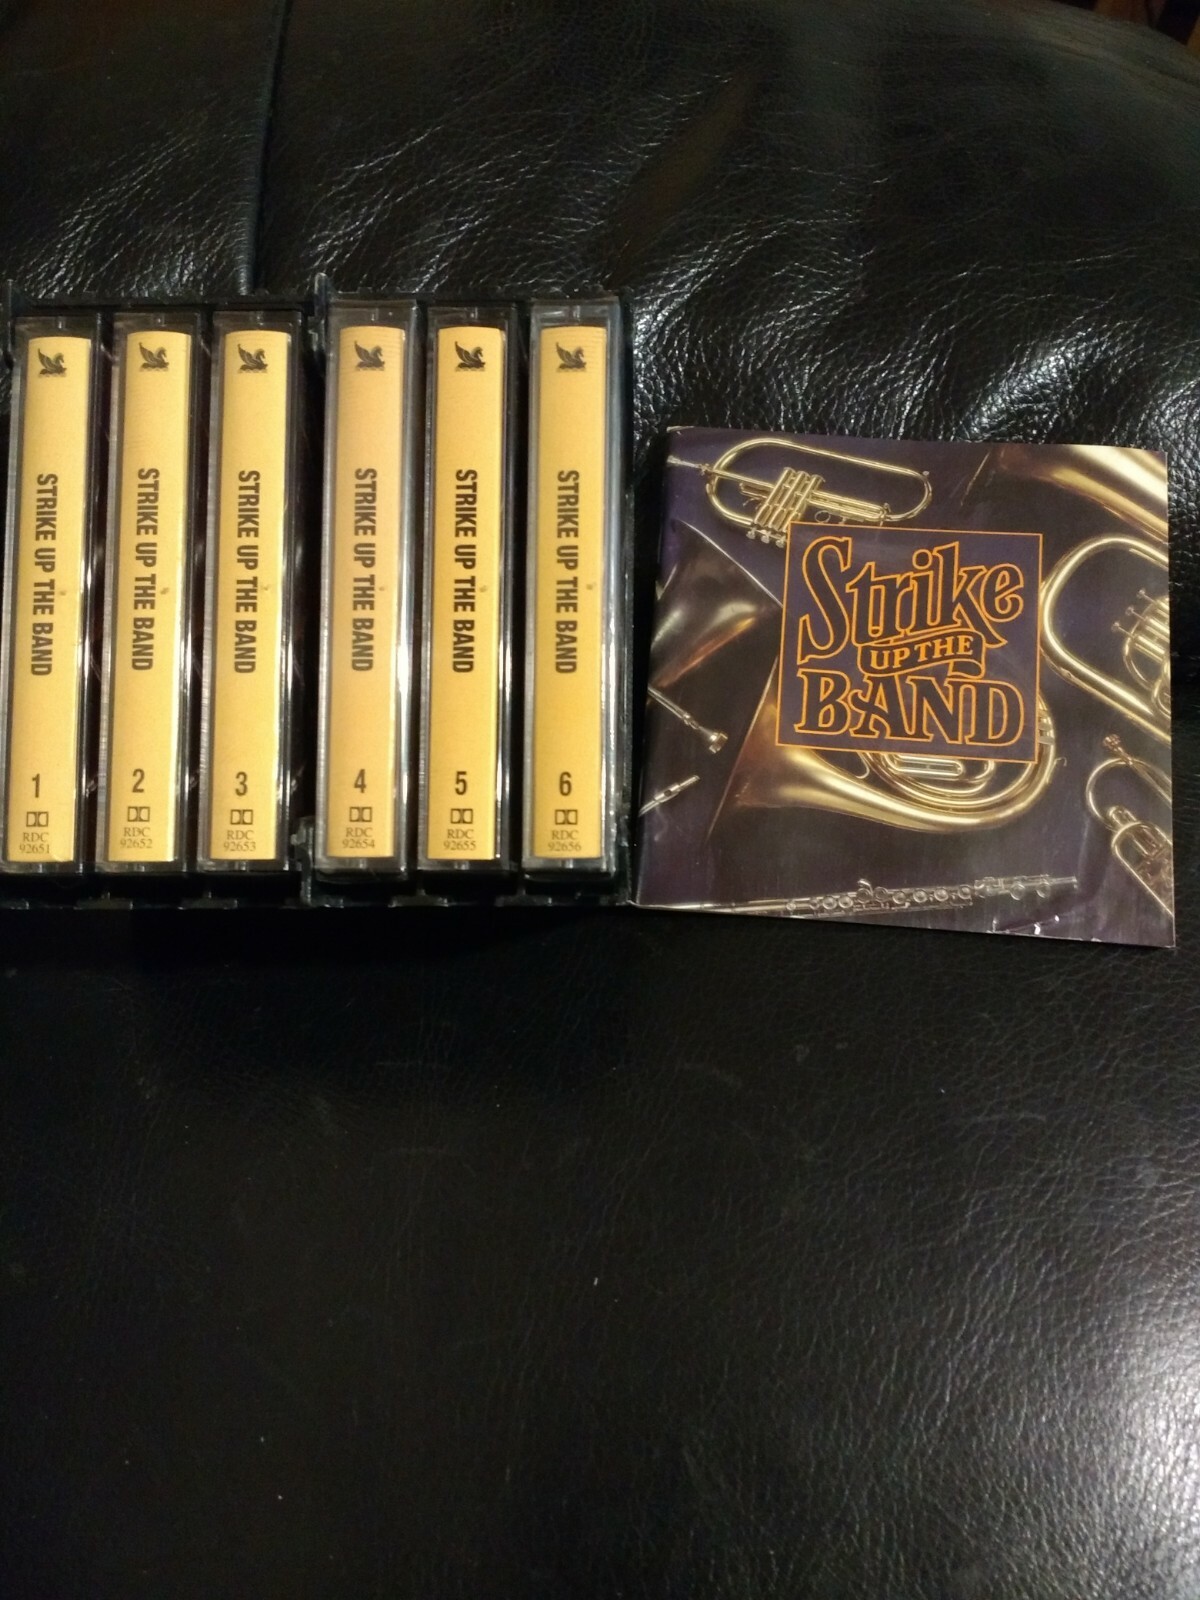 STRIKE UP THE BAND
1
RDC
92651
STRIKE UP THE BAND
2
RDC
92652
STRIKE UP THE BAND
3
RDC
92653
STRIKE UP THE BAND
4
RDC
92654
STRIKE UP THE BAND
5
RDC
92655
STRIKE UP THE BAND
6
RDC
92656
Strike
UP THE
BAND